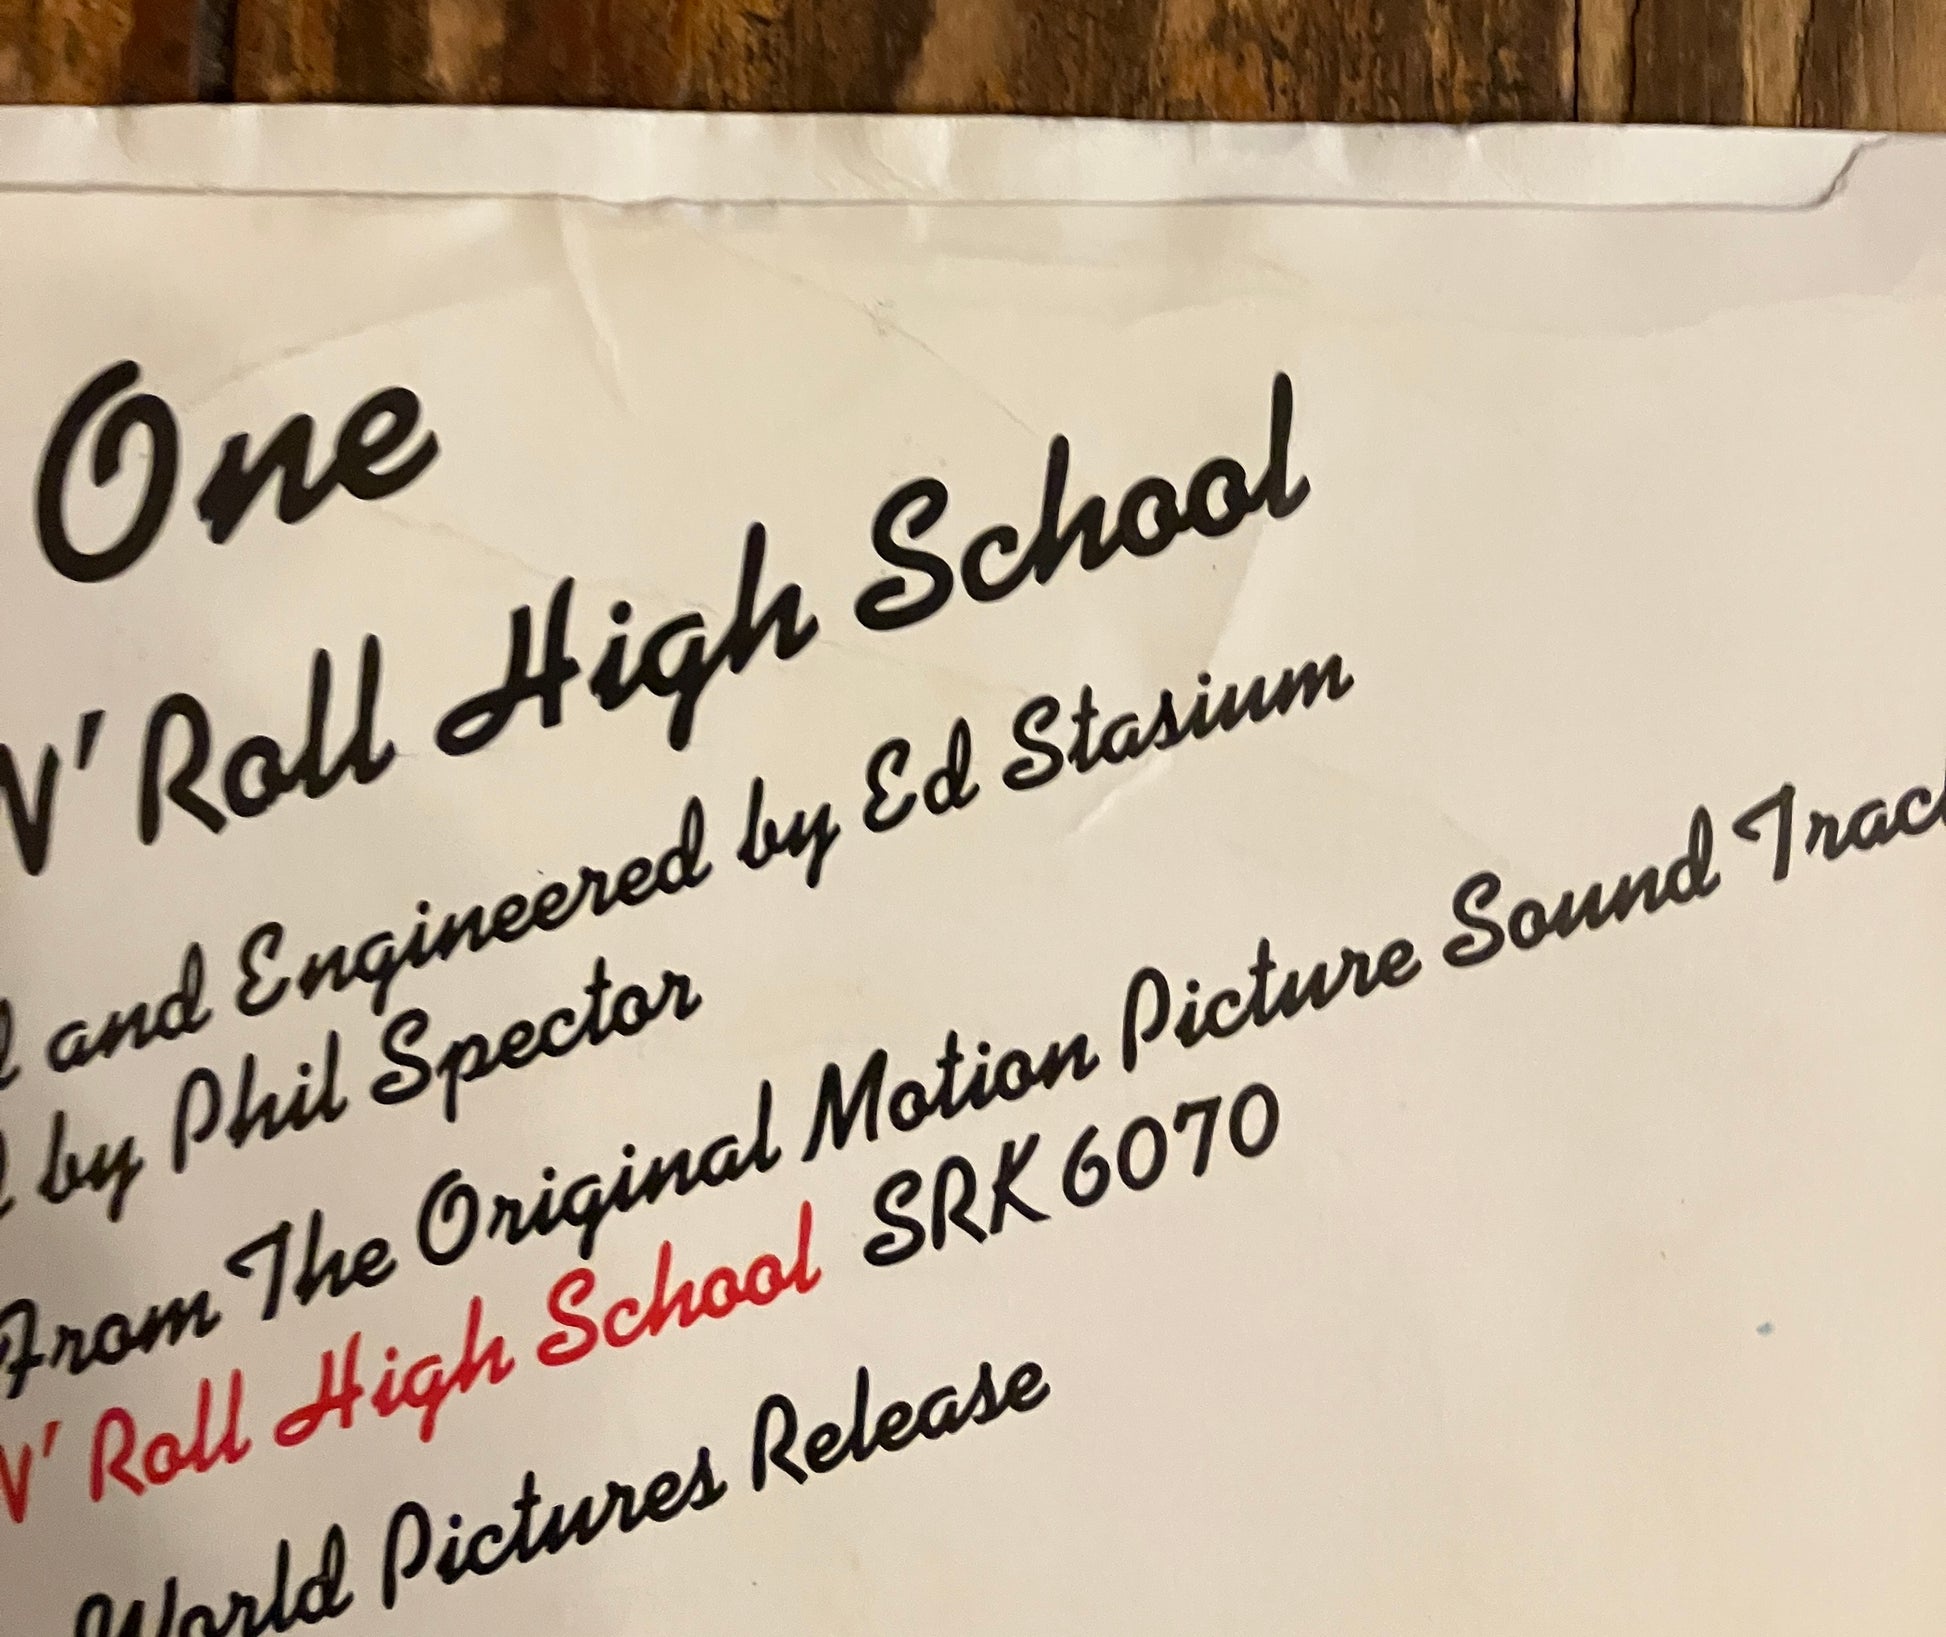 One
N' Roll High School
and Engineered by Ed Stasium
by Phil Spector
From The Original Motion Picture Sound Track
N' Roll High School SRK 6070
World Pictures Release